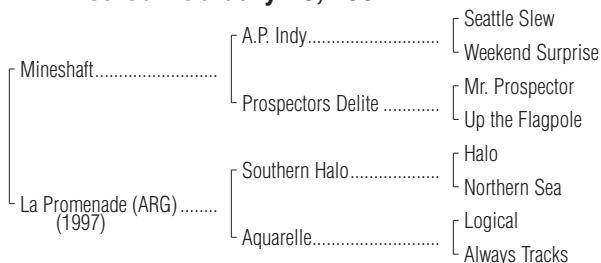 Seattle Slew
A.P. Indy
Weekend Surprise
Mineshaft
Mr. Prospector
Prospectors Delite
Up the Flagpole
Halo
Southern Halo
Northern Sea
La Promenade (ARG)
(1997)
Logical
Aquarelle
Always Tracks